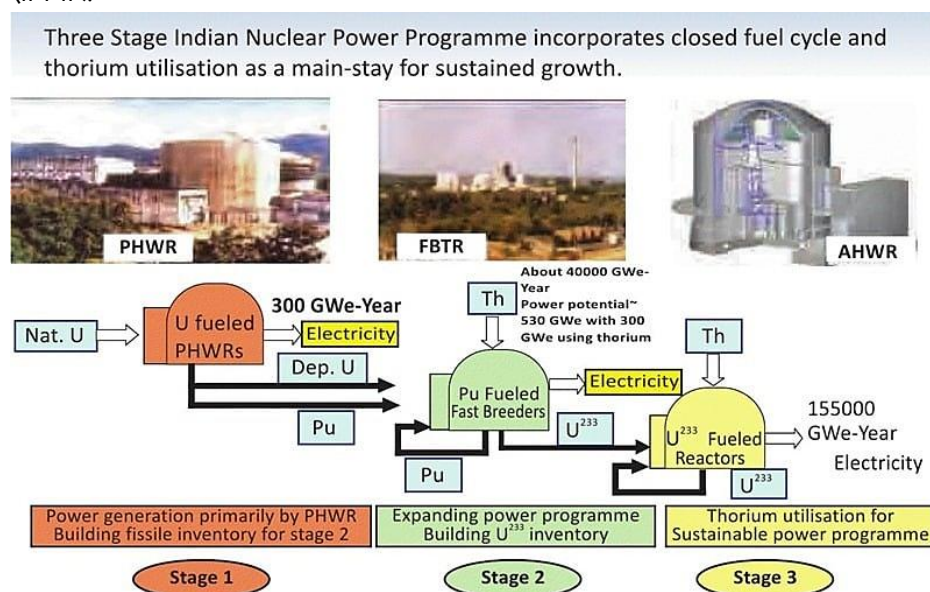 Three Stage Indian Nuclear Power Programme incorporates closed fuel cycle and
thorium utilisation as a main-stay for sustained growth.
PHWR
FBTR
AHWR
Nat. U
U fueled
PHWRs
300 GWe-Year
Electricity
Dep. U
Pu
Th
About 40000 GWe-
Year
Power potential~
530 GWe with 300
GWe using thorium
Pu Fueled
Fast Breeders
Electricity
U²³³
Pu
Th
U²³³ Fueled
Reactors
155000
GWe-Year
Electricity
U²³³
Power generation primarily by PHWR
Building fissile inventory for stage 2
Expanding power programme
Building U²³³ inventory
Thorium utilisation for
Sustainable power programme
Stage 1
Stage 2
Stage 3